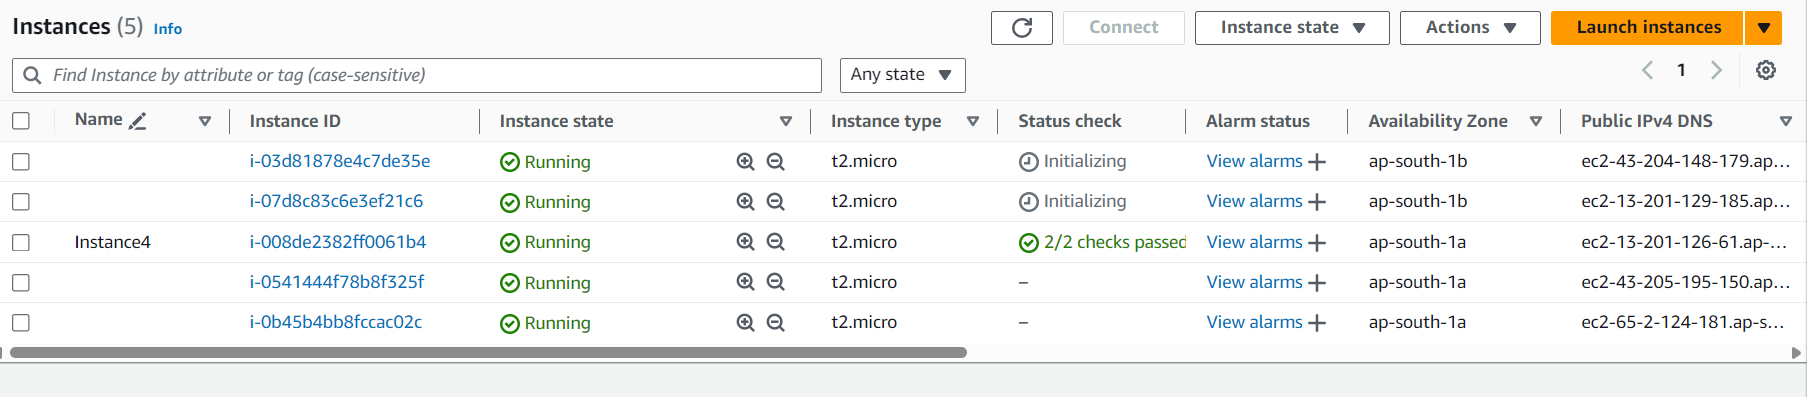 Instances (5) Info Connect Instance state Actions Launch instances
Find Instance by attribute or tag (case-sensitive) Any state 1
Name Instance ID Instance state Instance type Status check Alarm status Availability Zone Public IPv4 DNS
i-03d81878e4c7de35e Running t2.micro Initializing View alarms + ap-south-1b ec2-43-204-148-179.ap...
i-07d8c83c6e3ef21c6 Running t2.micro Initializing View alarms + ap-south-1b ec2-13-201-129-185.ap...
Instance4 i-008de2382ff0061b4 Running t2.micro 2/2 checks passed View alarms + ap-south-1a ec2-13-201-126-61.ap-...
i-0541444f78b8f325f Running t2.micro – View alarms + ap-south-1a ec2-43-205-195-150.ap...
i-0b45b4bb8fccac02c Running t2.micro – View alarms + ap-south-1a ec2-65-2-124-181.ap-s...